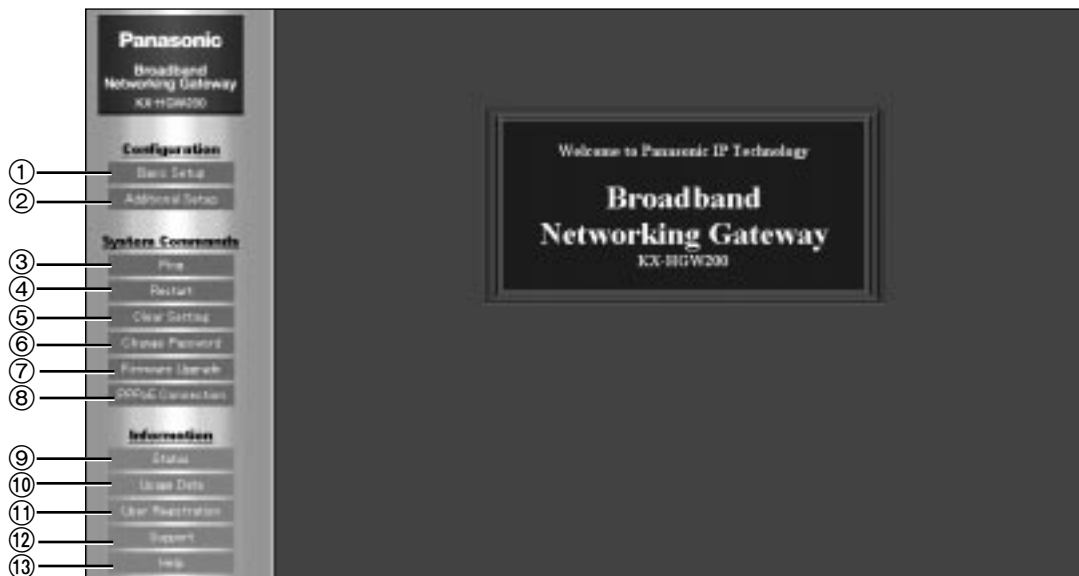 Panasonic
Broadband
Networking Gateway
KX-HGW200
Configuration
① Basic Setup
② Additional Setup
System Commands
③ Ping
④ Restart
⑤ Clear Setting
⑥ Change Password
⑦ Firmware Upgrade
⑧ PPPoE Connection
Information
⑨ Status
⑩ Usage Data
⑪ User Registration
⑫ Support
⑬ Help
Welcome to Panasonic IP Technology
Broadband
Networking Gateway
KX-HGW200